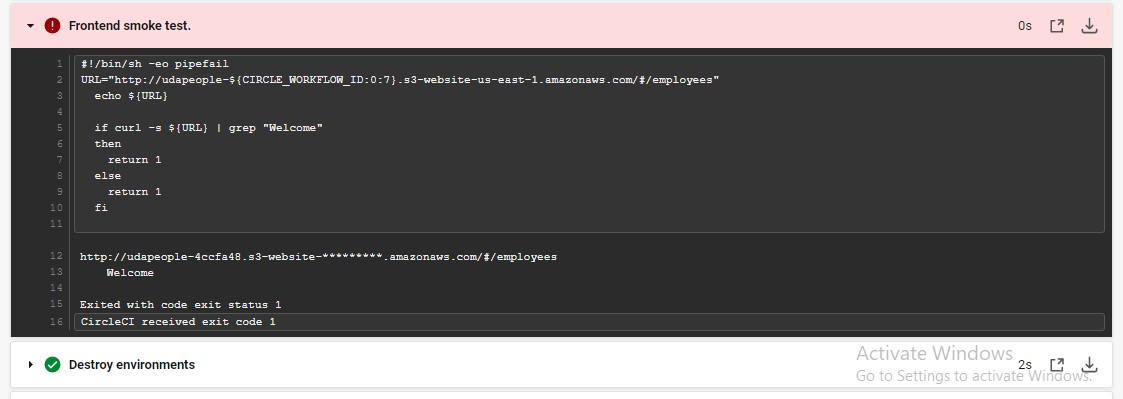 Frontend smoke test. 0s
1 #!/bin/sh -eo pipefail
2 URL="http://udapeople-${CIRCLE_WORKFLOW_ID:0:7}.s3-website-us-east-1.amazonaws.com/#/employees"
3 echo ${URL}
4
5 if curl -s ${URL} | grep "Welcome"
6 then
7 return 1
8 else
9 return 1
10 fi
11
12 http://udapeople-4ccfa48.s3-website-*********.amazonaws.com/#/employees
13 Welcome
14
15 Exited with code exit status 1
16 CircleCI received exit code 1
Destroy environments 2s
Activate Windows
Go to Settings to activate Windows.